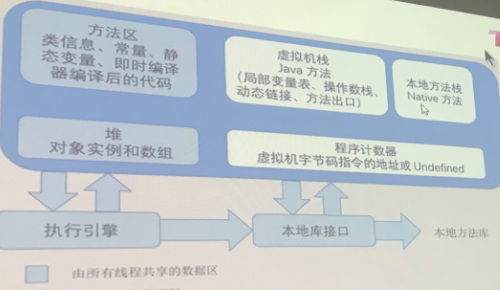 方法区
类信息、常量、静
态变量、即时编译
器编译后的代码
虚拟机栈
Java 方法
(局部变量表、操作数栈、
动态链接、方法出口)
本地方法栈
Native 方法
堆
对象实例和数组
程序计数器
虚拟机字节码指令的地址或 Undefined
执行引擎
本地库接口
本地方法库
由所有线程共享的数据区